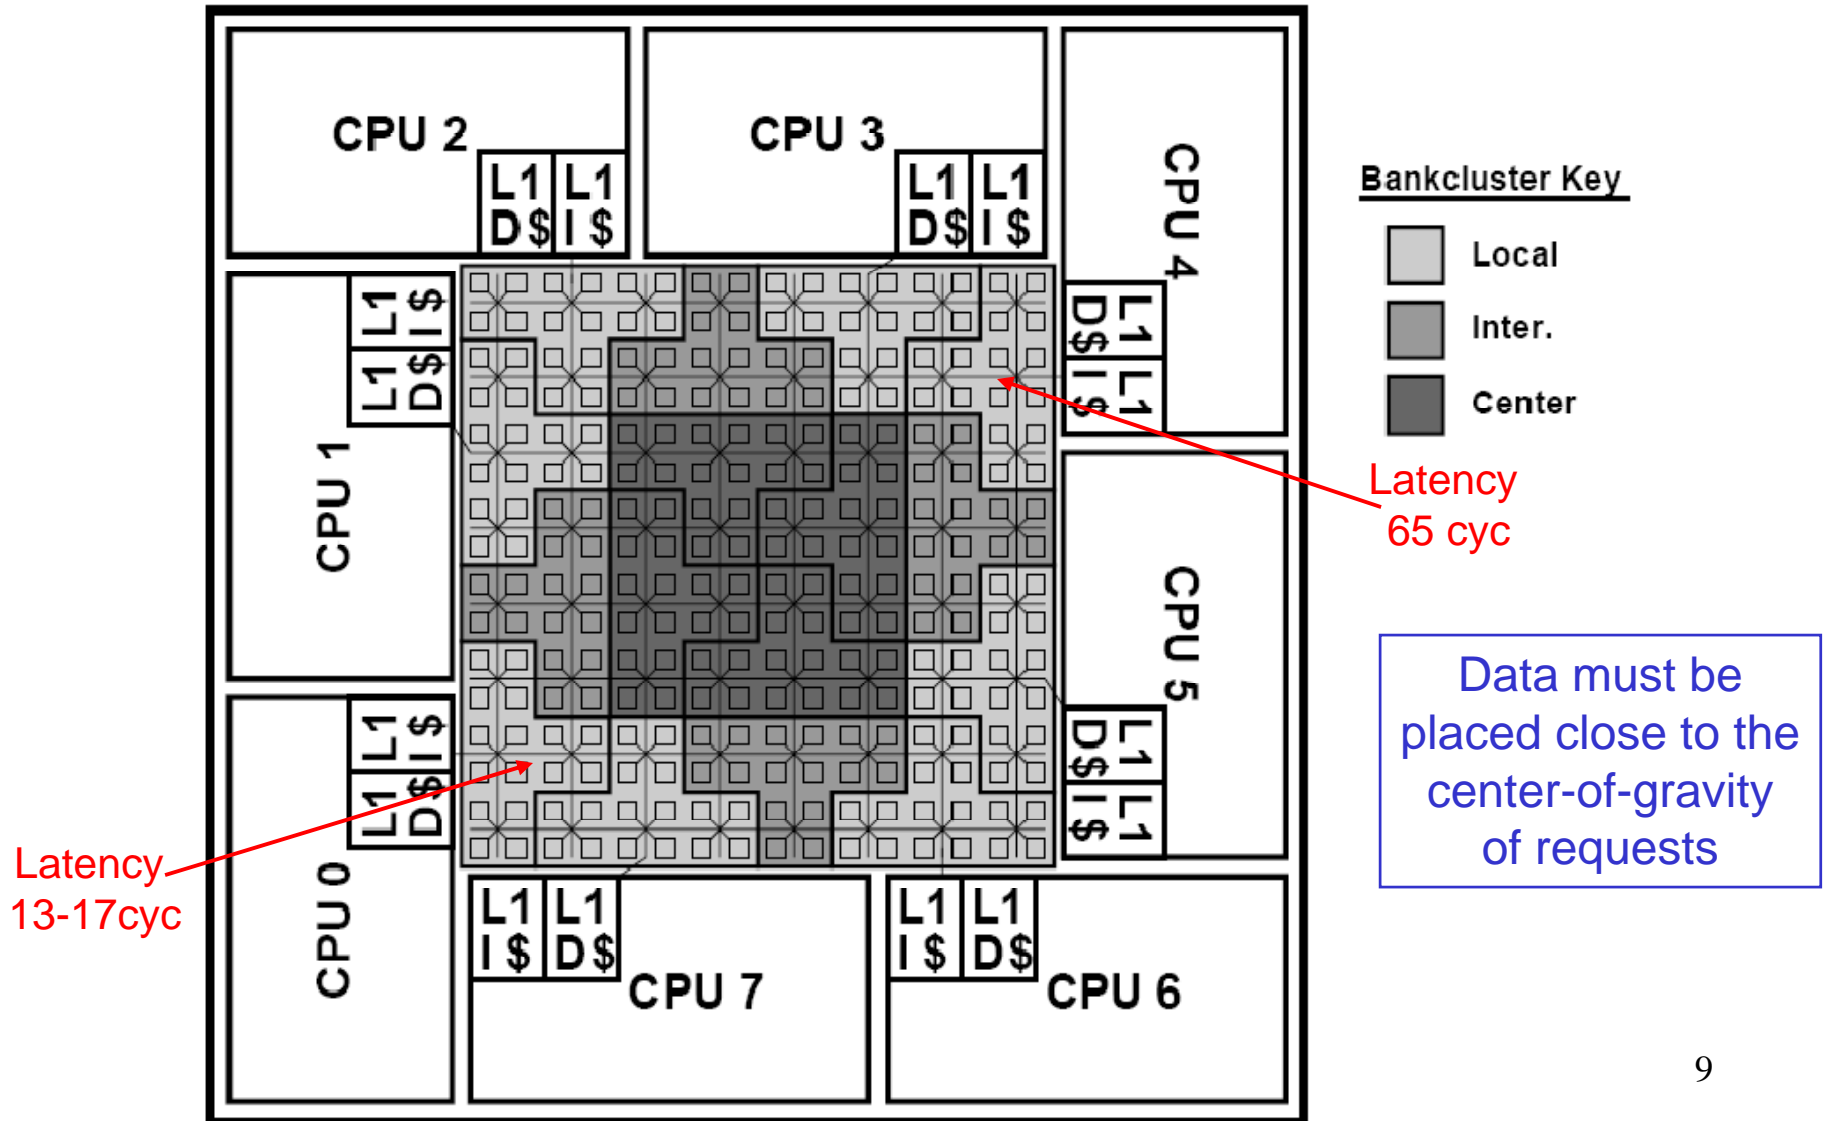 CPU 2
L1 L1
D$ I $
CPU 3
L1 L1
D$ I $
CPU 4
L1
D$
L1
I $
Bankcluster Key
Local
Inter.
Center
L1
I $
L1
D$
CPU 1
Latency
65 cyc
CPU 5
L1
D$
L1
I $
Data must be
placed close to the
center-of-gravity
of requests
L1
I $
L1
D$
CPU 0
Latency
13-17cyc
L1 L1
I $ D$
CPU 7
L1 L1
I $ D$
CPU 6
9